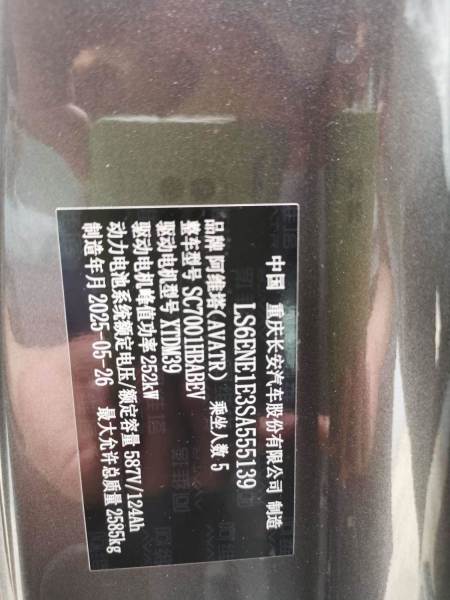 中国 重庆长安汽车股份有限公司 制造
LS6ENE1E3SA555139
品牌 阿维塔(AVATR) 乘坐人数 5
整车型号 SC7001HBABEV
驱动电机型号 XTDM39
驱动电机峰值功率 252kW
动力电池系统额定电压/额定容量 587V/124Ah
制造年月 2025-05-26 最大允许总质量 2585kg